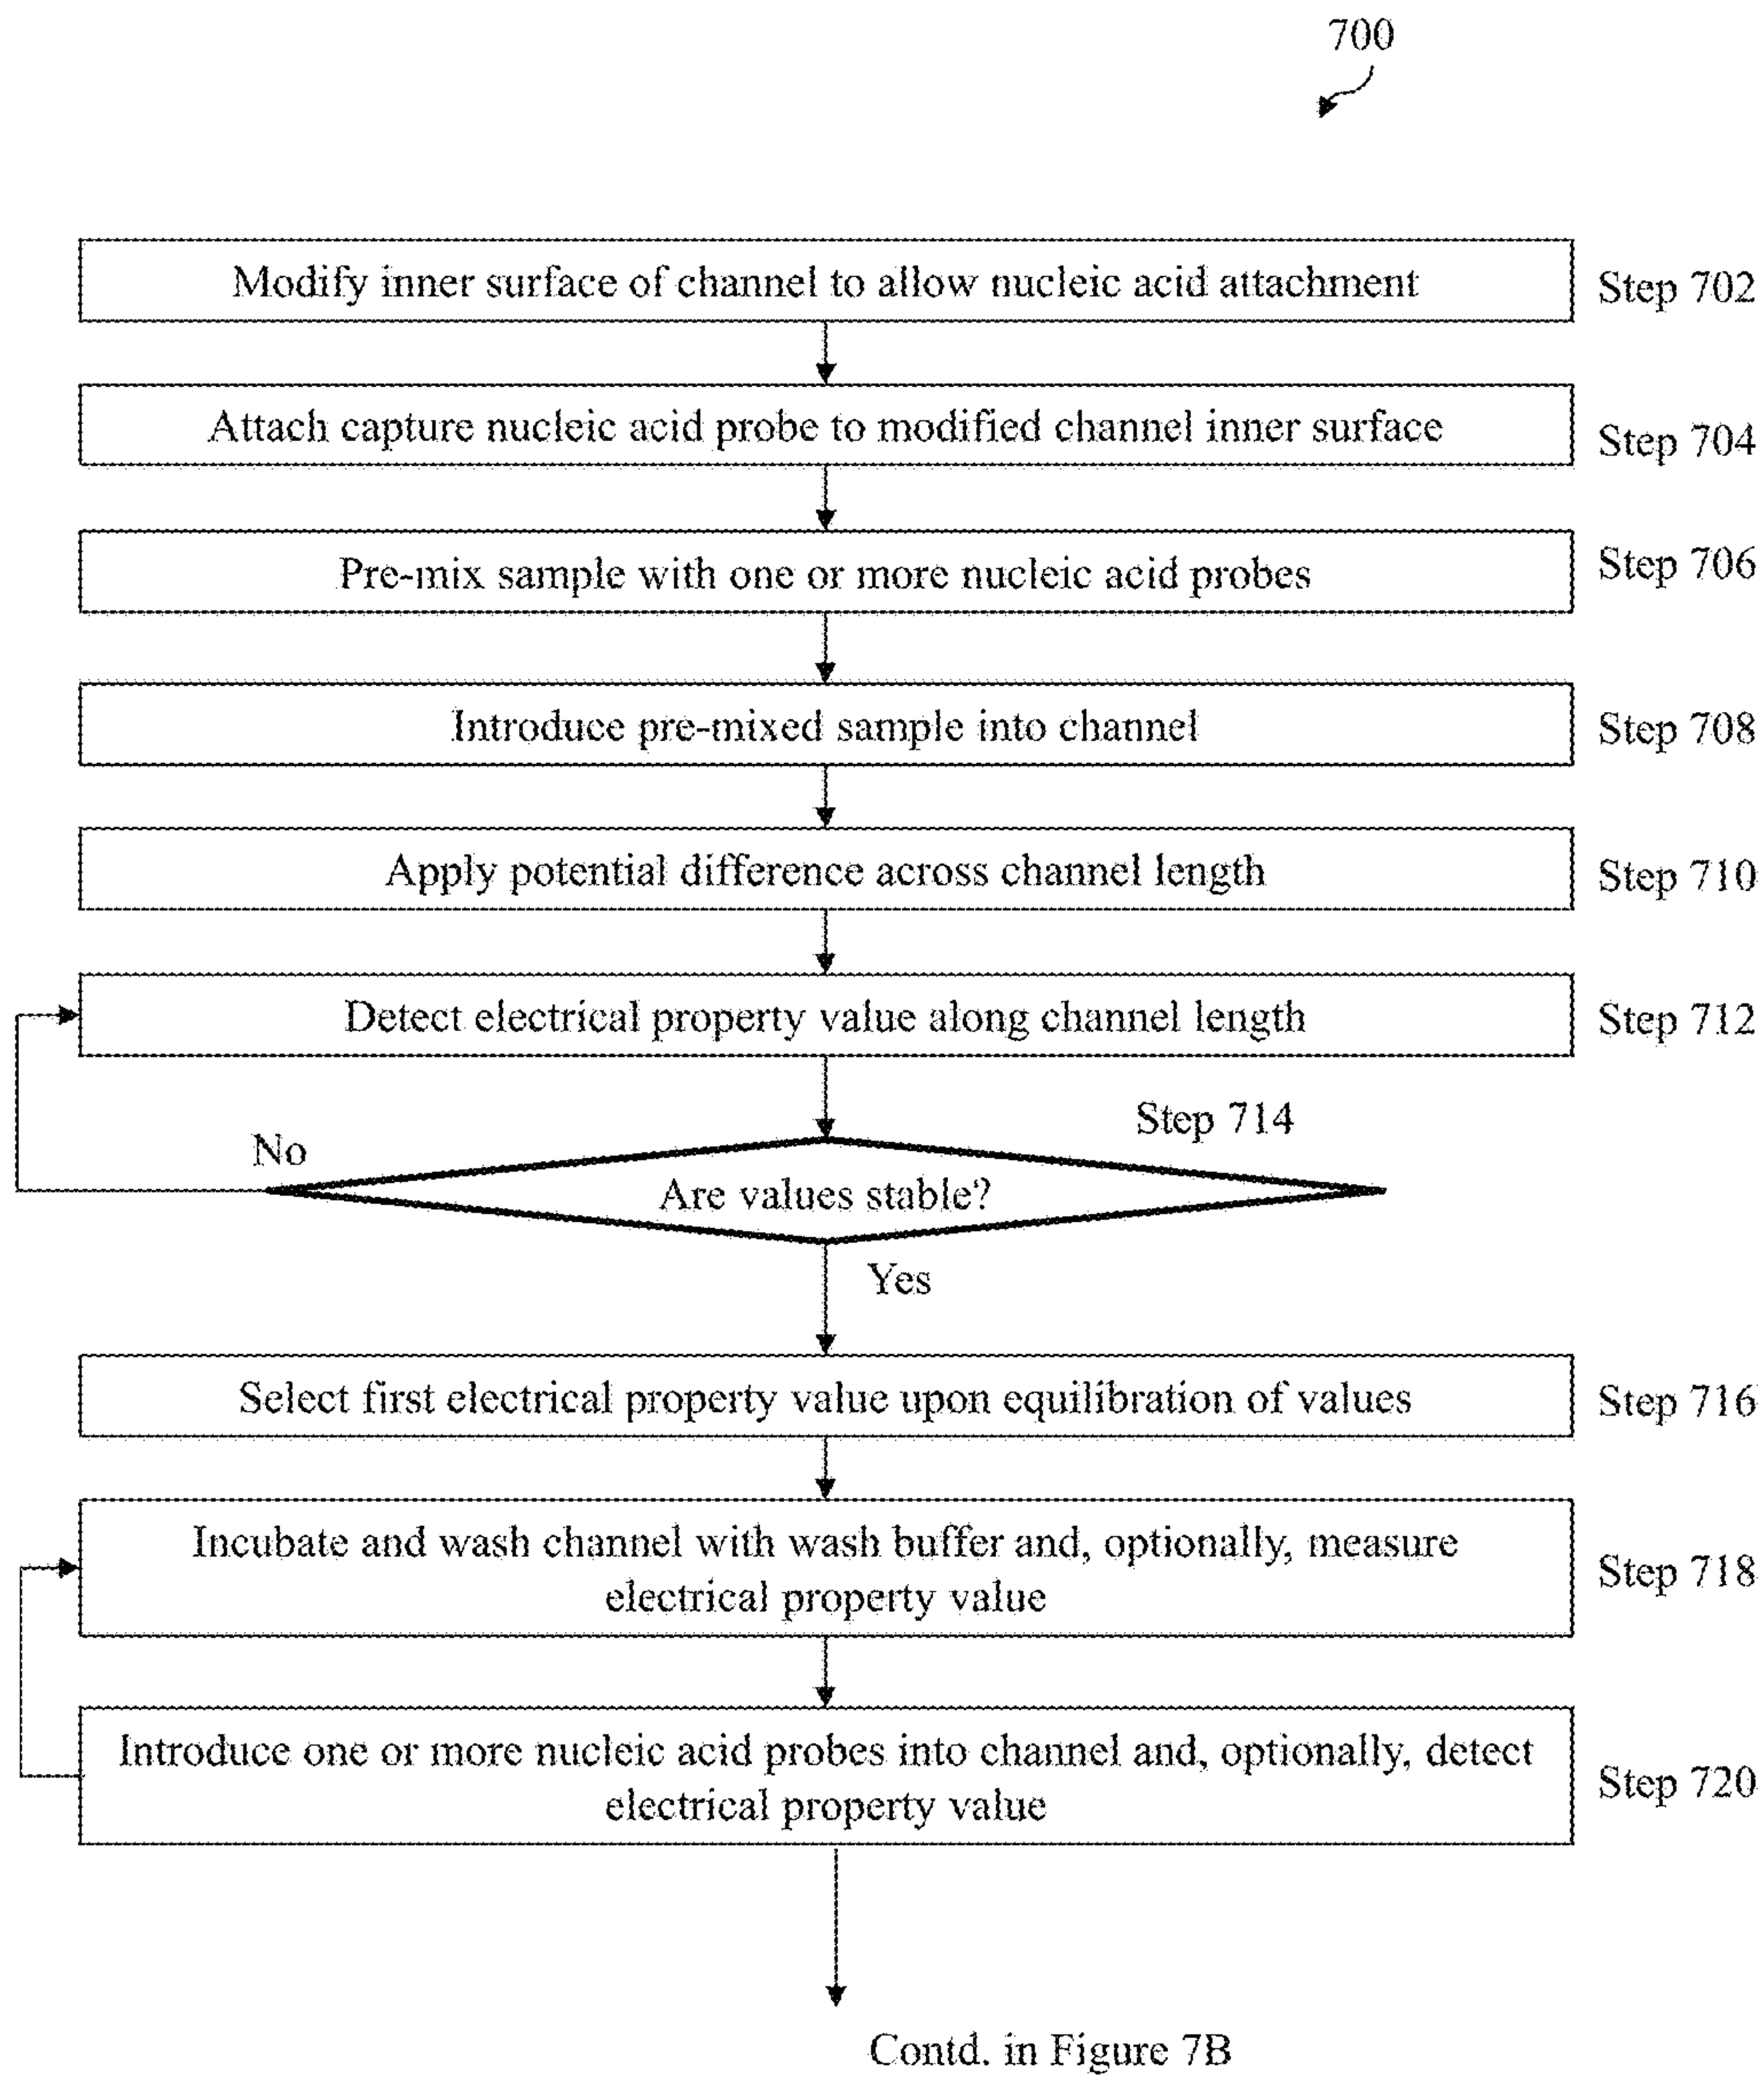 700
Modify inner surface of channel to allow nucleic acid attachment
Step 702
Attach capture nucleic acid probe to modified channel inner surface
Step 704
Pre-mix sample with one or more nucleic acid probes
Step 706
Introduce pre-mixed sample into channel
Step 708
Apply potential difference across channel length
Step 710
Detect electrical property value along channel length
Step 712
Step 714
No
Are values stable?
Yes
Select first electrical property value upon equilibration of values
Step 716
Incubate and wash channel with wash buffer and, optionally, measure
electrical property value
Step 718
Introduce one or more nucleic acid probes into channel and, optionally, detect
electrical property value
Step 720
Contd. in Figure 7B